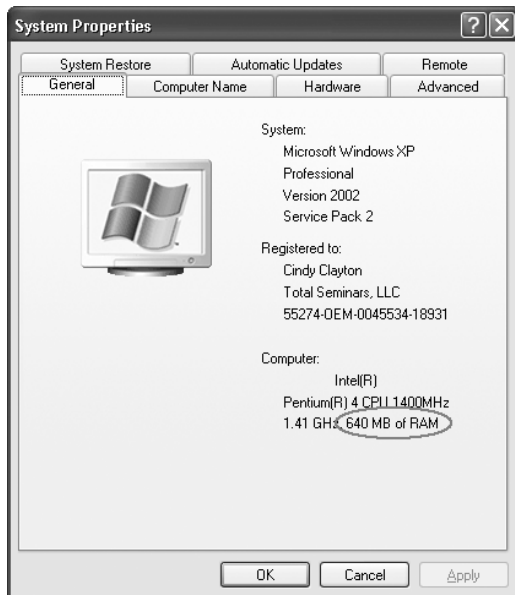 System Properties
System Restore
Automatic Updates
Remote
General
Computer Name
Hardware
Advanced
System:
Microsoft Windows XP
Professional
Version 2002
Service Pack 2
Registered to:
Cindy Clayton
Total Seminars, LLC
55274-OEM-0045534-18931
Computer:
Intel(R)
Pentium(R) 4 CPU 1400MHz
1.41 GHz, 640 MB of RAM
OK
Cancel
Apply